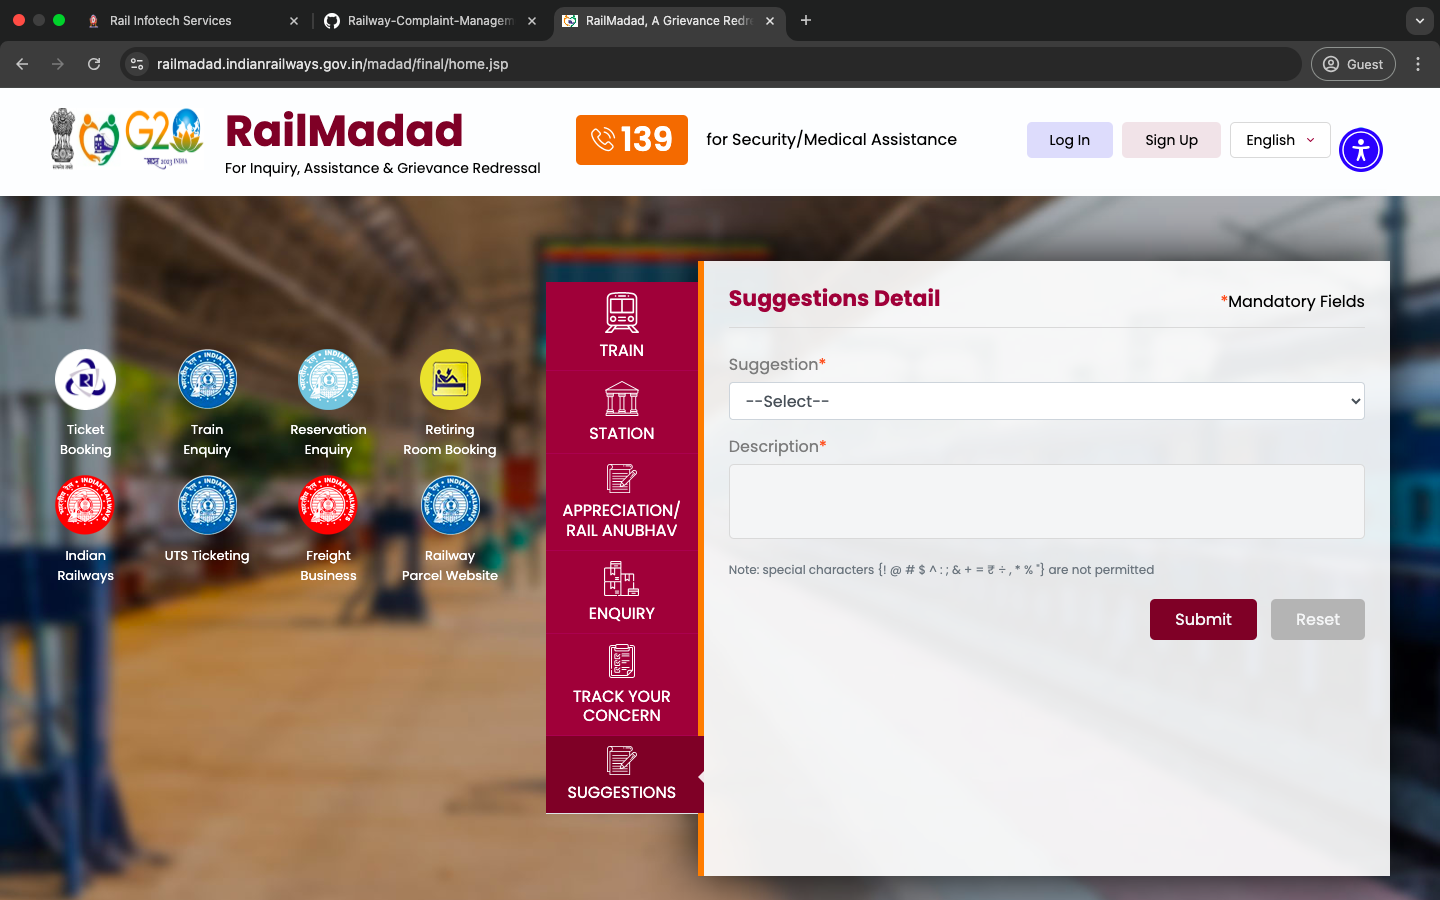 Rail Infotech Services
Railway-Complaint-Managem
RailMadad, A Grievance Redre
railmadad.indianrailways.gov.in/madad/final/home.jsp
Guest
G20
RailMadad
For Inquiry, Assistance & Grievance Redressal
139
for Security/Medical Assistance
Log In
Sign Up
English
Ticket
Booking
Train
Enquiry
Reservation
Enquiry
Retiring
Room Booking
Indian
Railways
UTS Ticketing
Freight
Business
Railway
Parcel Website
TRAIN
STATION
APPRECIATION/
RAIL ANUBHAV
ENQUIRY
TRACK YOUR
CONCERN
SUGGESTIONS
Suggestions Detail
*Mandatory Fields
Suggestion*
--Select--
Description*
Note: special characters {! @ # $ ^ : ; & + = ₹ ÷ , * % "} are not permitted
Submit
Reset